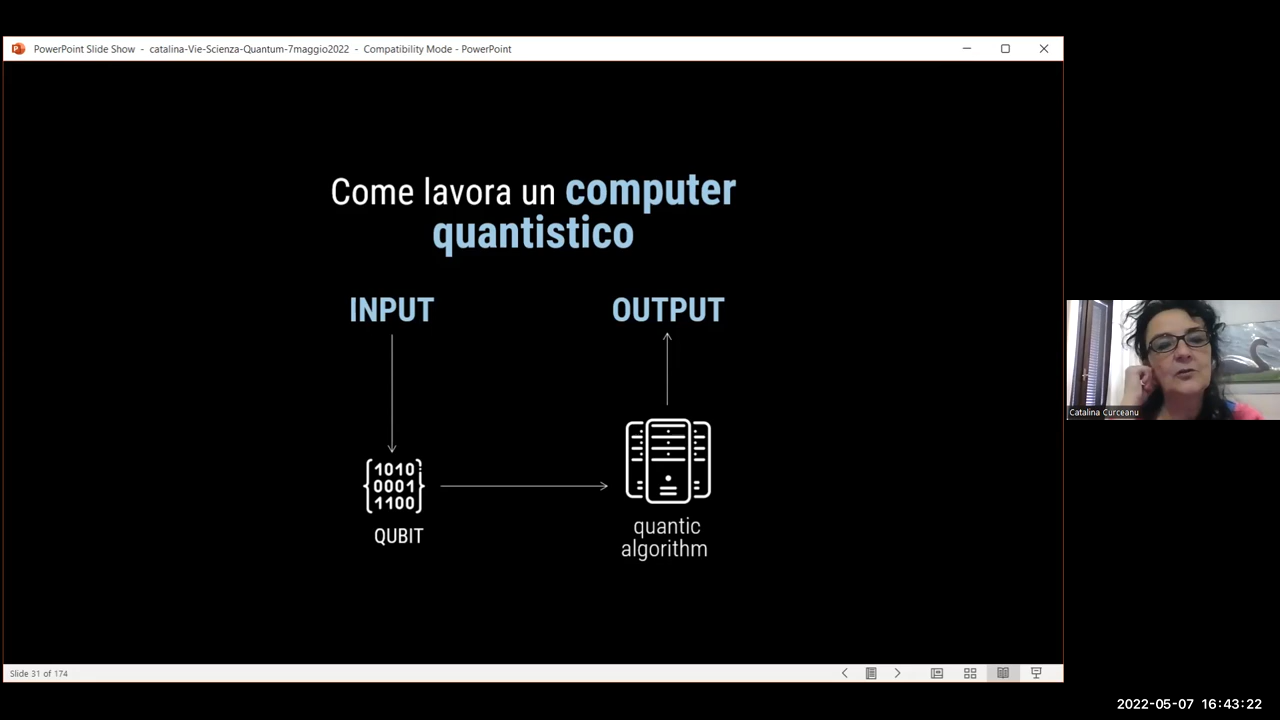 PowerPoint Slide Show - catalina-Vie-Scienza-Quantum-7maggio2022 - Compatibility Mode - PowerPoint
Come lavora un computer
quantistico
INPUT
OUTPUT
1010
0001
1100
QUBIT
quantic
algorithm
Catalina Curceanu
Slide 31 of 174
2022-05-07 16:43:22